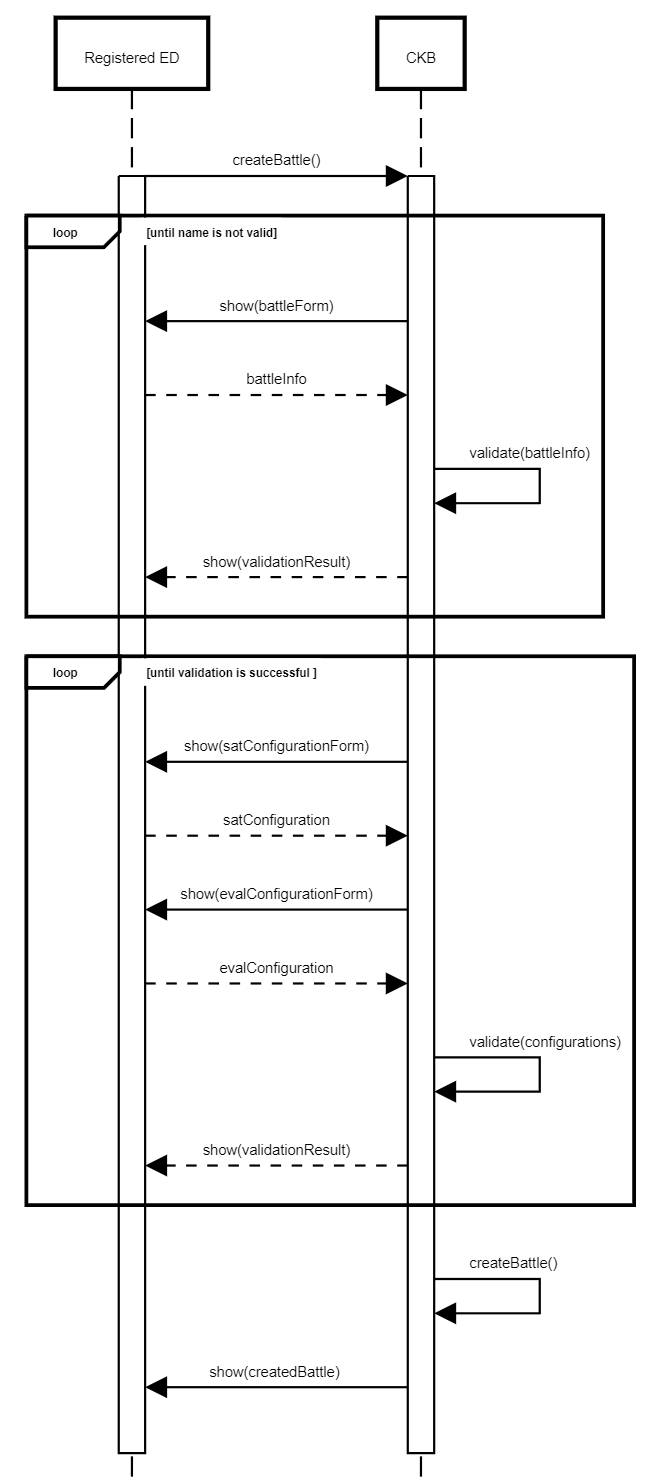 Registered ED
CKB
createBattle()
loop
[until name is not valid]
show(battleForm)
battleInfo
validate(battleInfo)
show(validationResult)
loop
[until validation is successful ]
show(satConfigurationForm)
satConfiguration
show(evalConfigurationForm)
evalConfiguration
validate(configurations)
show(validationResult)
createBattle()
show(createdBattle)